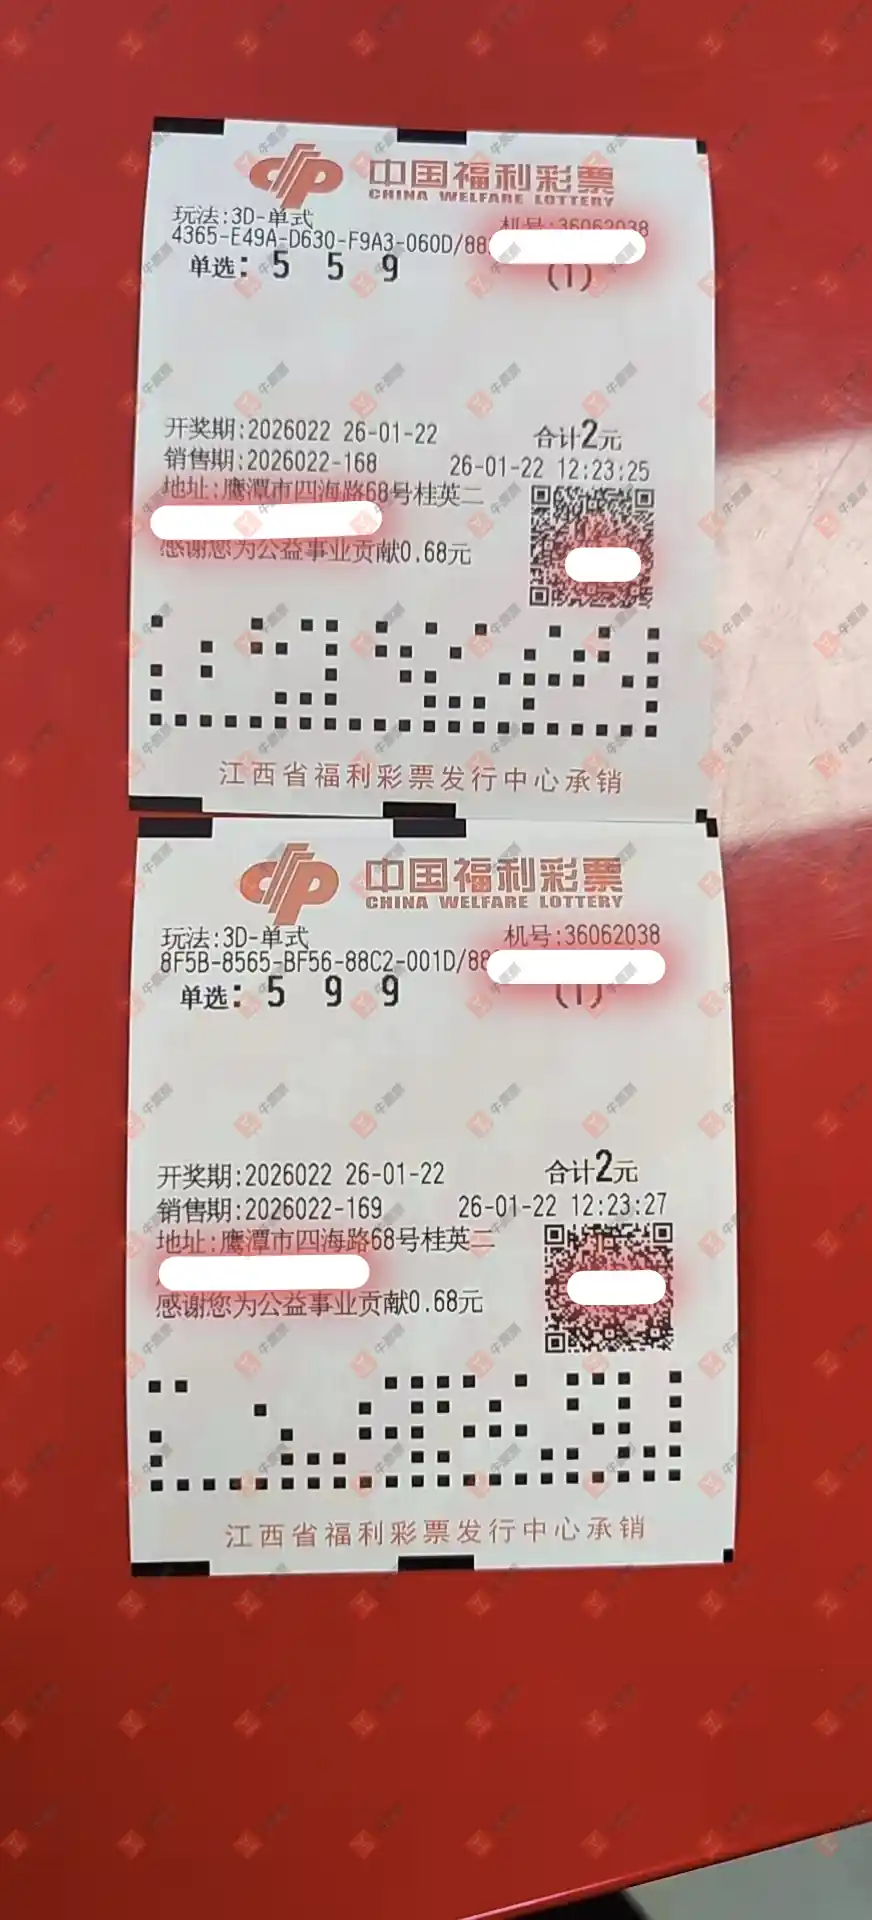 中国福利彩票
CHINA WELFARE LOTTERY
玩法:3D-单式 机号:36062038
4365-E49A-D630-F9A3-060D/88
单选: 5 5 9 (1)
开奖期:2026022 26-01-22 合计2元
销售期:2026022-168 26-01-22 12:23:25
地址:鹰潭市四海路68号桂英二
感谢您为公益事业贡献0.68元
江西省福利彩票发行中心承销
中国福利彩票
CHINA WELFARE LOTTERY
玩法:3D-单式 机号:36062038
8F5B-8565-BF56-88C2-001D/88
单选: 5 9 9 (1)
开奖期:2026022 26-01-22 合计2元
销售期:2026022-169 26-01-22 12:23:27
地址:鹰潭市四海路68号桂英二
感谢您为公益事业贡献0.68元
江西省福利彩票发行中心承销